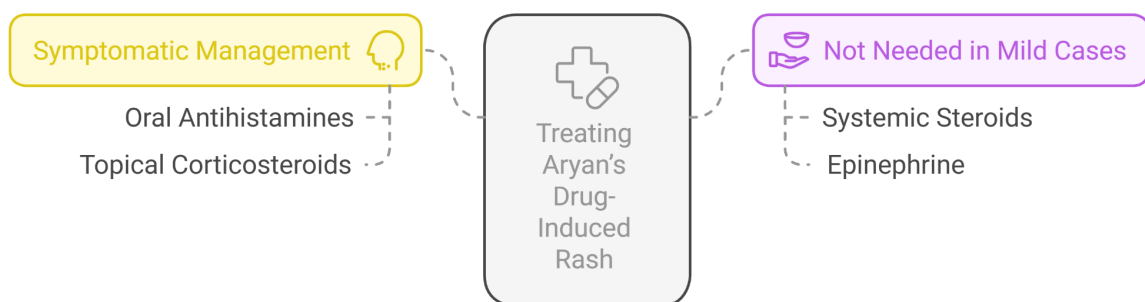 Symptomatic Management
Oral Antihistamines
Topical Corticosteroids
Treating
Aryan’s
Drug-
Induced
Rash
Not Needed in Mild Cases
Systemic Steroids
Epinephrine